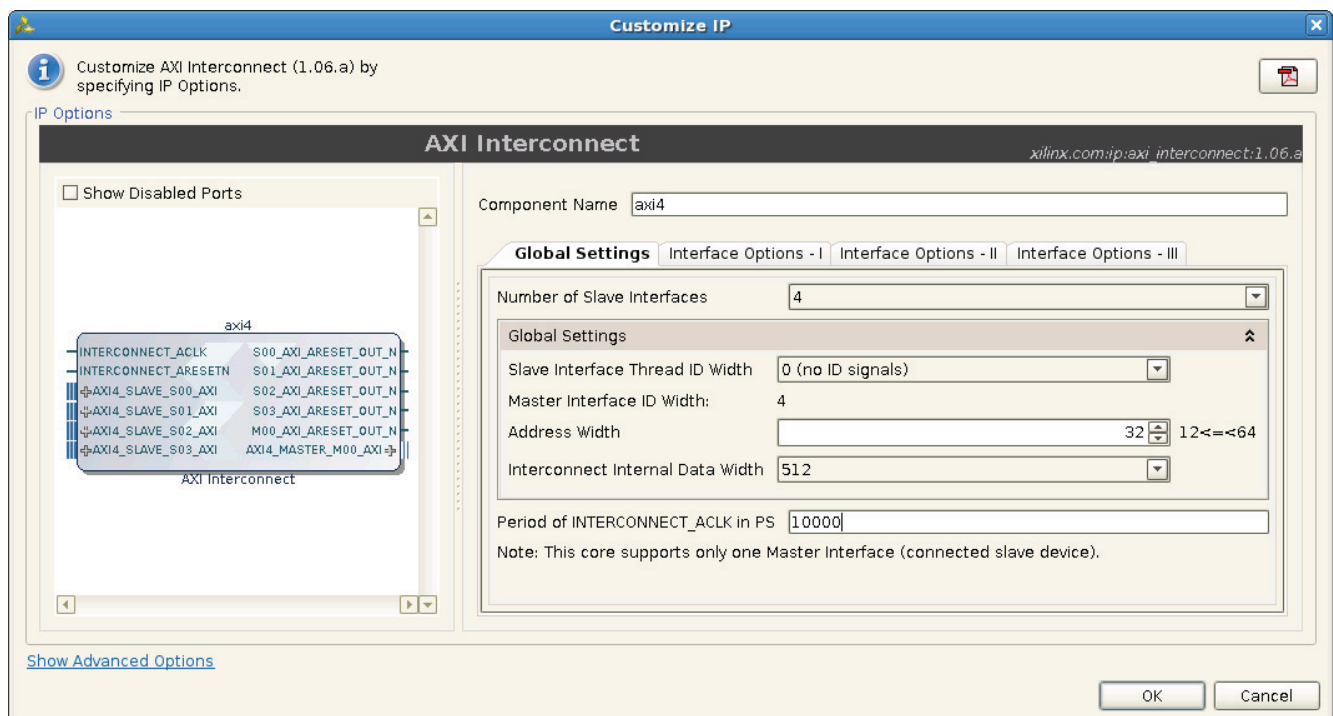 Customize IP
Customize AXI Interconnect (1.06.a) by
specifying IP Options.
IP Options
AXI Interconnect
xilinx.com:ip:axi_interconnect:1.06.a
Show Disabled Ports
axi4
INTERCONNECT_ACLK S00_AXI_ARESET_OUT_N
INTERCONNECT_ARESETN S01_AXI_ARESET_OUT_N
AXI4_SLAVE_S00_AXI S02_AXI_ARESET_OUT_N
AXI4_SLAVE_S01_AXI S03_AXI_ARESET_OUT_N
AXI4_SLAVE_S02_AXI M00_AXI_ARESET_OUT_N
AXI4_SLAVE_S03_AXI AXI4_MASTER_M00_AXI
AXI Interconnect
Component Name axi4
Global Settings Interface Options - I Interface Options - II Interface Options - III
Number of Slave Interfaces 4
Global Settings
Slave Interface Thread ID Width 0 (no ID signals)
Master Interface ID Width: 4
Address Width 32 12<=<64
Interconnect Internal Data Width 512
Period of INTERCONNECT_ACLK in PS 10000
Note: This core supports only one Master Interface (connected slave device).
Show Advanced Options
OK Cancel